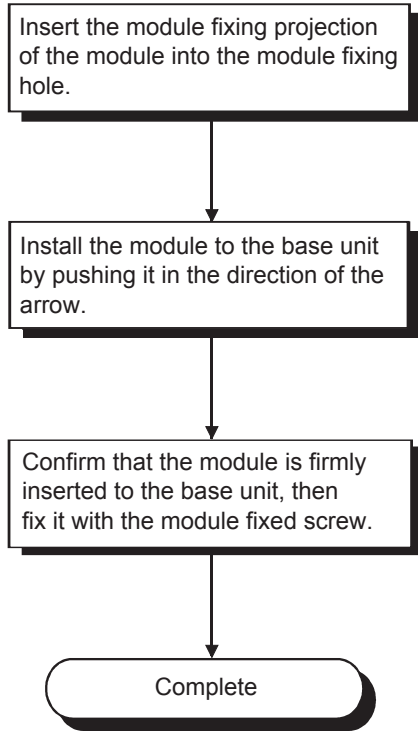 Insert the module fixing projection
of the module into the module fixing
hole.
Install the module to the base unit
by pushing it in the direction of the
arrow.
Confirm that the module is firmly
inserted to the base unit, then
fix it with the module fixed screw.
Complete